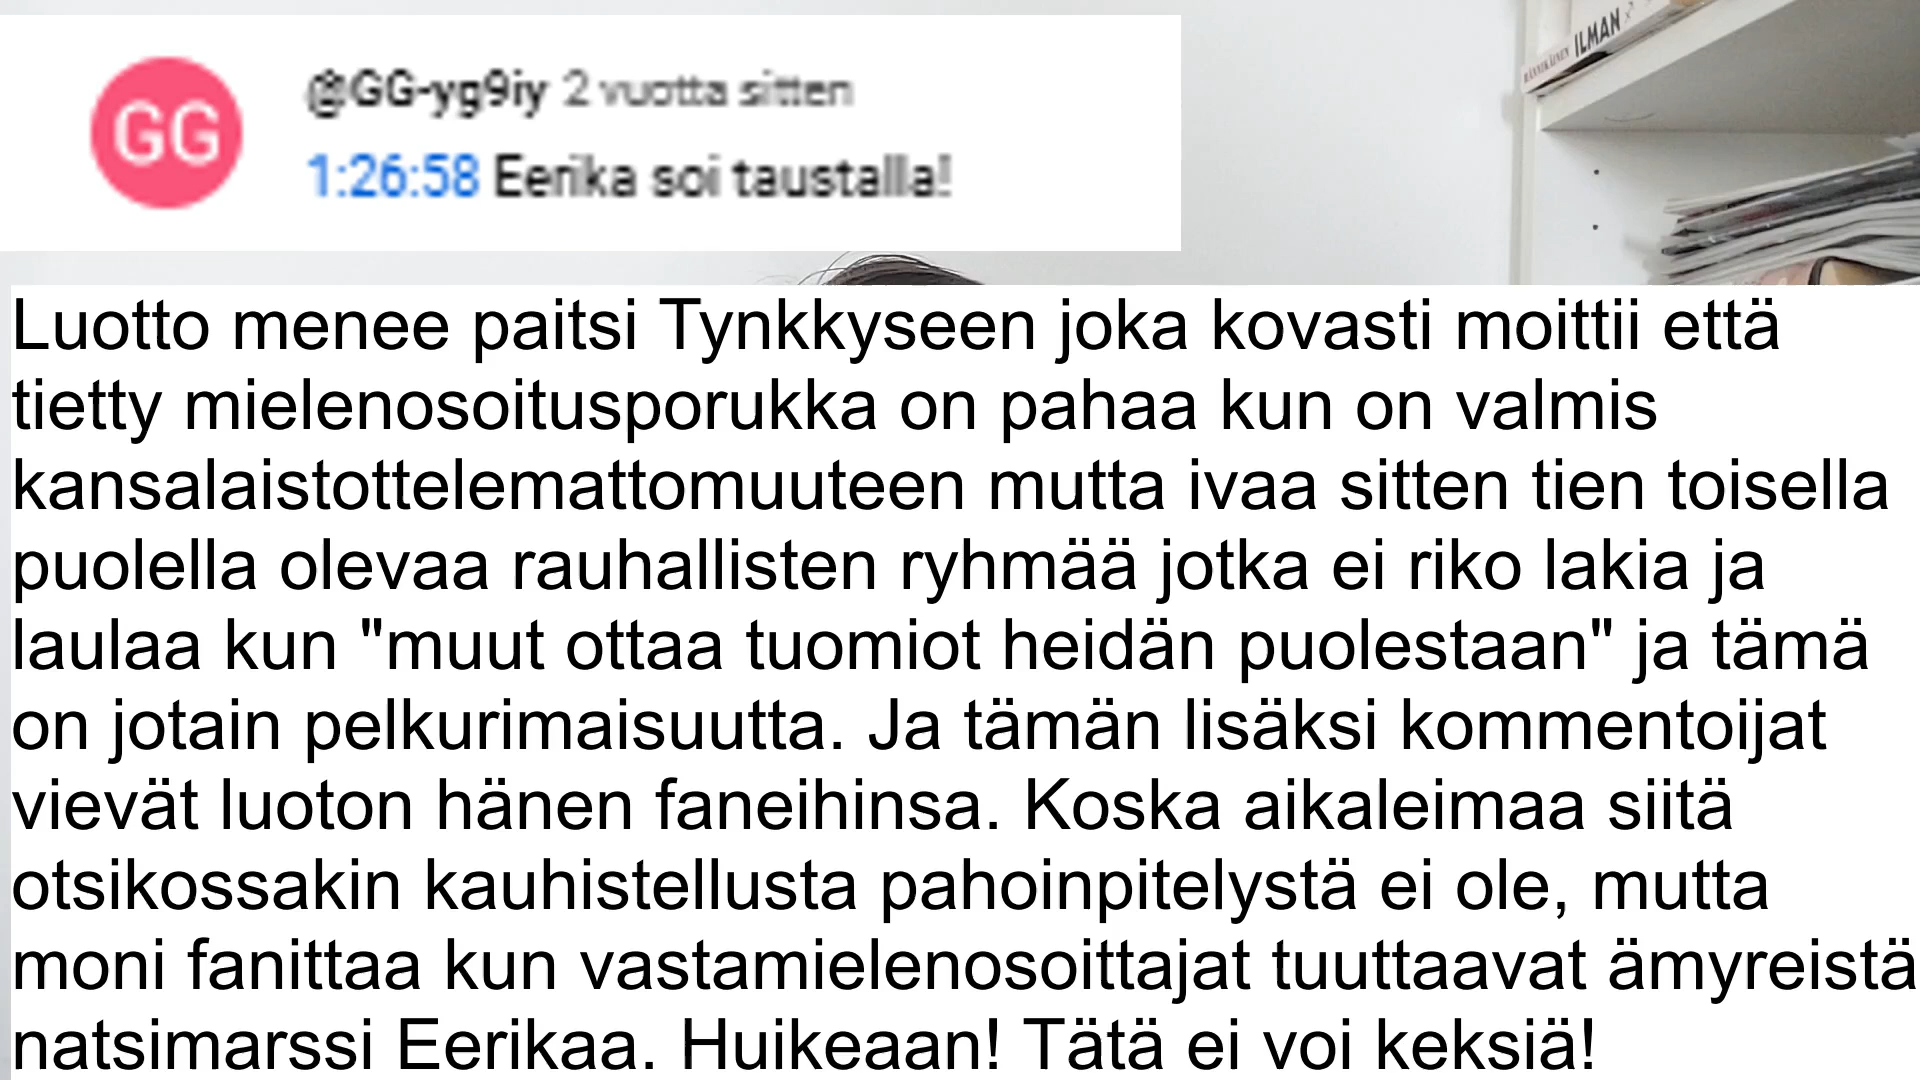 @GG-yg9iy 2 vuotta sitten
1:26:58 Eerika soi taustalla!
ILMAN
Luotto menee paitsi Tynkkyseen joka kovasti moittii että
tietty mielenosoitusporukka on pahaa kun on valmis
kansalaistottelemattomuuteen mutta ivaa sitten tien toisella
puolella olevaa rauhallisten ryhmää jotka ei riko lakia ja
laulaa kun "muut ottaa tuomiot heidän puolestaan" ja tämä
on jotain pelkurimaisuutta. Ja tämän lisäksi kommentoijat
vievät luoton hänen faneihinsa. Koska aikaleimaa siitä
otsikossakin kauhistellusta pahoinpitelystä ei ole, mutta
moni fanittaa kun vastamielenosoittajat tuuttaavat ämyreistä
natsimarssi Eerikaa. Huikeaan! Tätä ei voi keksiä!
GG